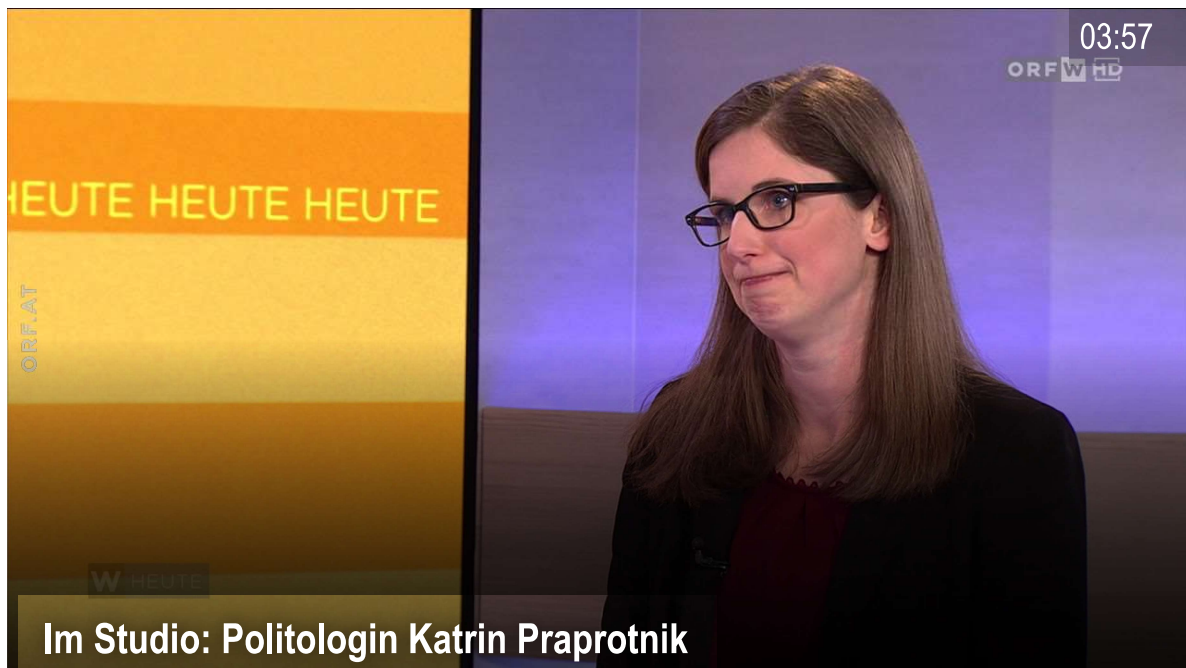 03:57
ORF W HD
HEUTE HEUTE HEUTE
ORF.AT
W HEUTE
Im Studio: Politologin Katrin Praprotnik